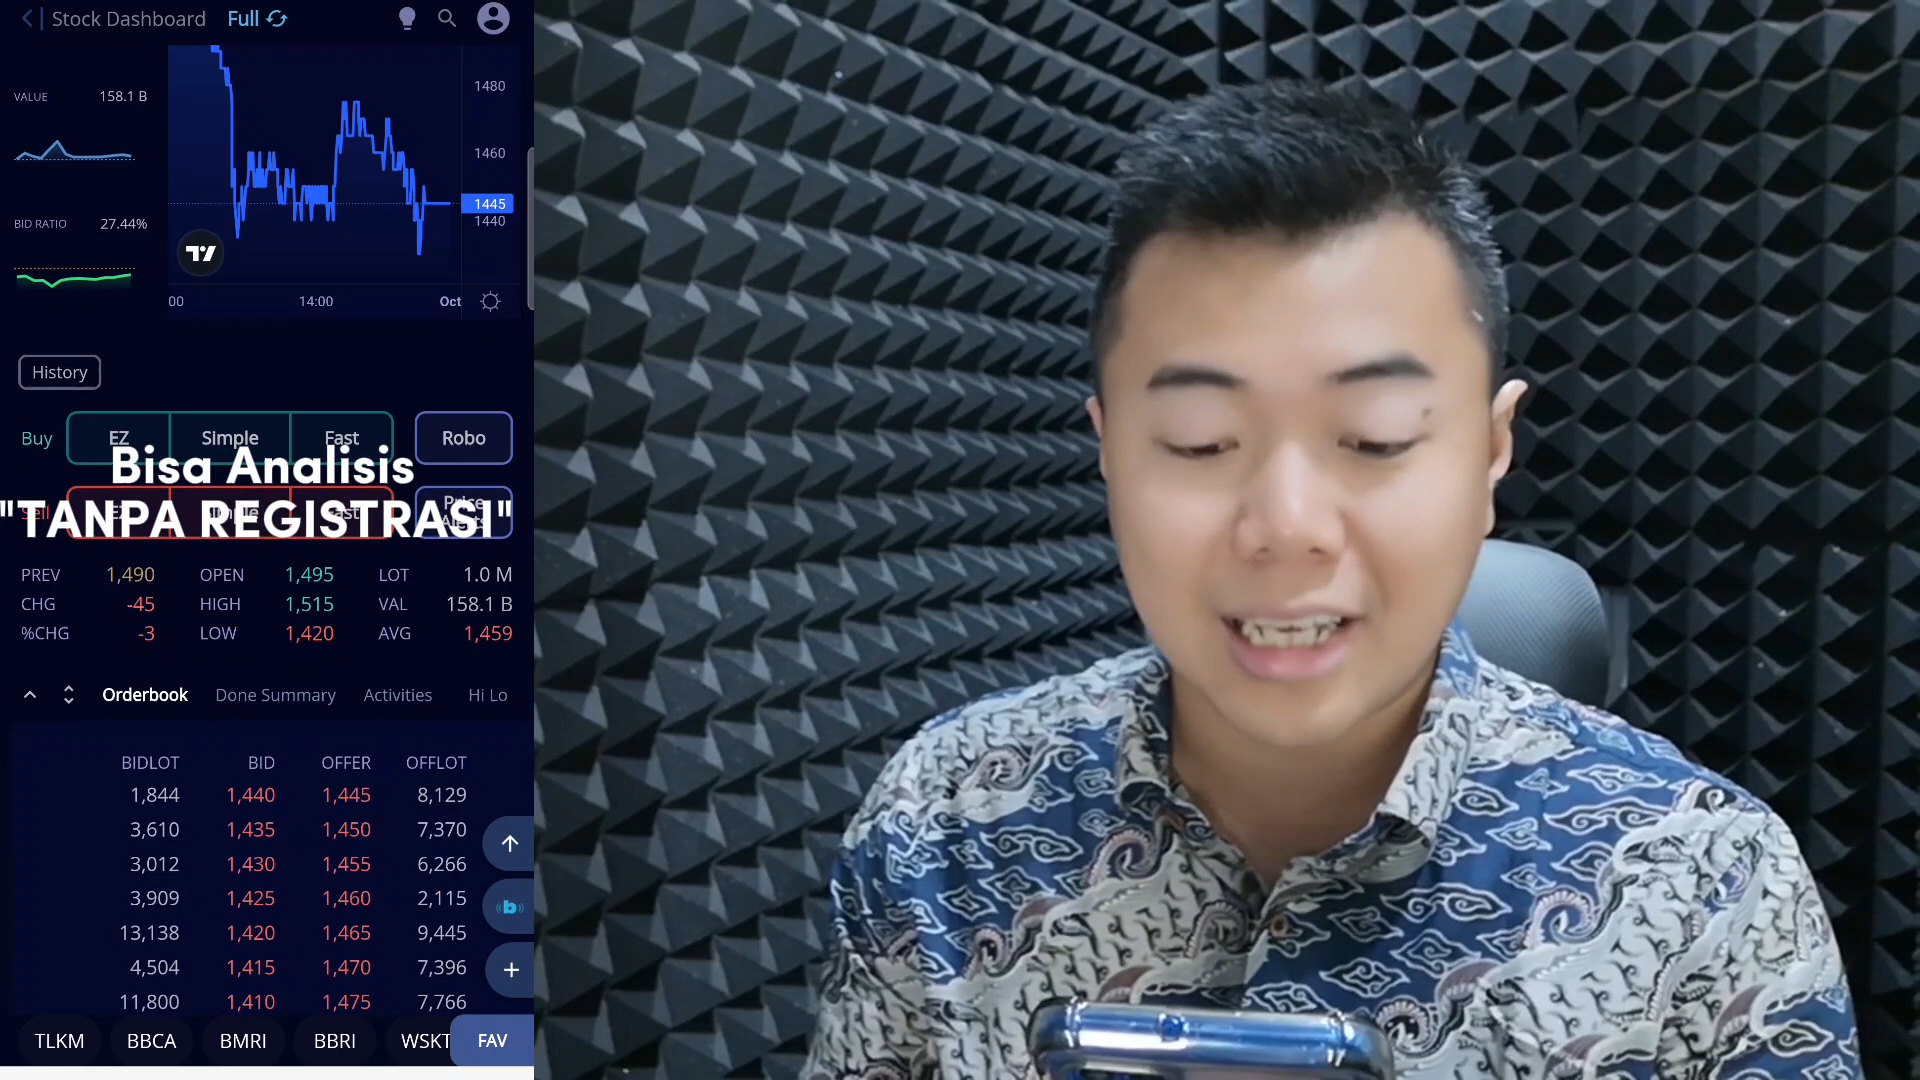 Stock Dashboard Full
VALUE 158.1 B
BID RATIO 27.44%
1480
1460
1445
1440
00 14:00 Oct
History
Buy EZ Simple Fast Robo
Bisa Analisis
Sell
"TANPA REGISTRASI"
PREV 1,490 OPEN 1,495 LOT 1.0 M
CHG -45 HIGH 1,515 VAL 158.1 B
%CHG -3 LOW 1,420 AVG 1,459
Orderbook Done Summary Activities Hi Lo
BIDLOT BID OFFER OFFLOT
1,844 1,440 1,445 8,129
3,610 1,435 1,450 7,370
3,012 1,430 1,455 6,266
3,909 1,425 1,460 2,115
13,138 1,420 1,465 9,445
4,504 1,415 1,470 7,396
11,800 1,410 1,475 7,766
TLKM BBCA BMRI BBRI WSKT FAV